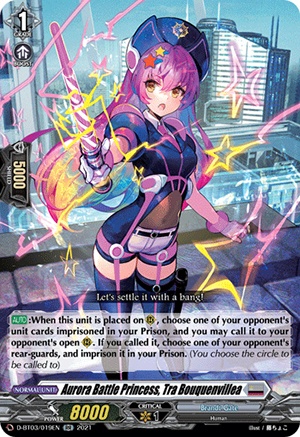 1
GRADE
BOOST
SHIELD
5000
Let's settle it with a bang!
AUTO:When this unit is placed on R, choose one of your opponent's
unit cards imprisoned in your Prison, and you may call it to your
opponent's open R. If you called it, choose one of your opponent's
rear-guards, and imprison it in your Prison. (You choose the circle to
be called to)
NORMAL UNIT
Aurora Battle Princess, Tra Bouquenvillea
POWER 8000
CRITICAL
1
Brandt Gate
Human
D-BT03/019EN RR 2021